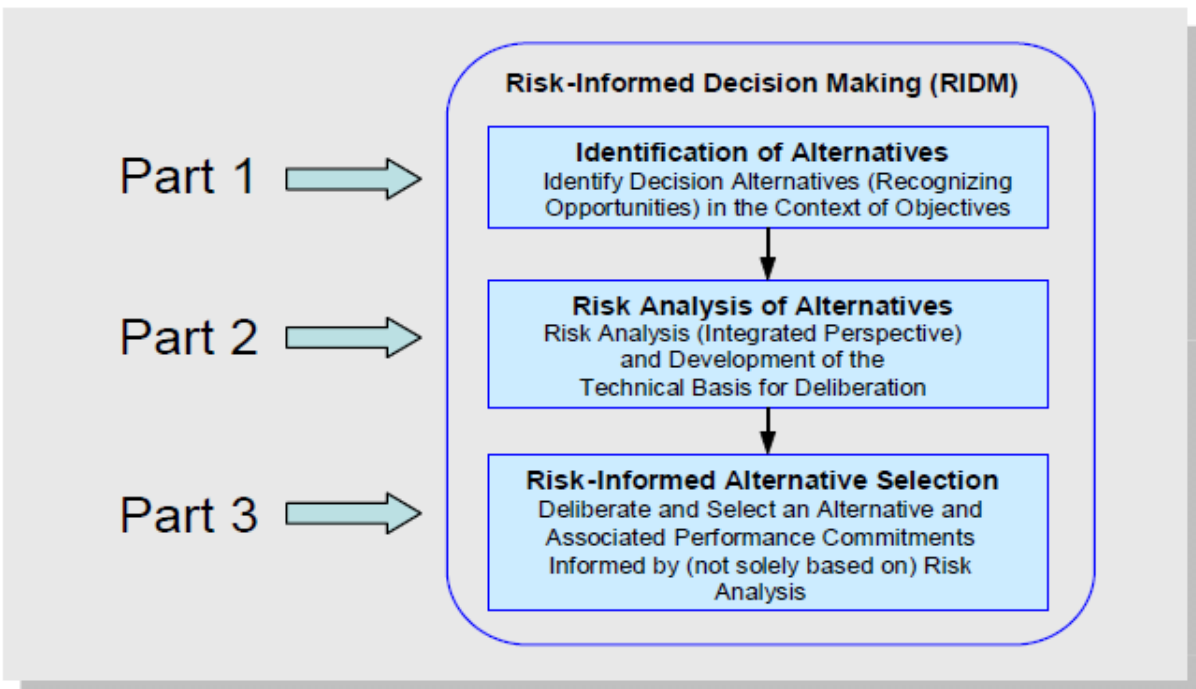 Risk-Informed Decision Making (RIDM)
Part 1
Identification of Alternatives
Identify Decision Alternatives (Recognizing
Opportunities) in the Context of Objectives
Part 2
Risk Analysis of Alternatives
Risk Analysis (Integrated Perspective)
and Development of the
Technical Basis for Deliberation
Part 3
Risk-Informed Alternative Selection
Deliberate and Select an Alternative and
Associated Performance Commitments
Informed by (not solely based on) Risk
Analysis